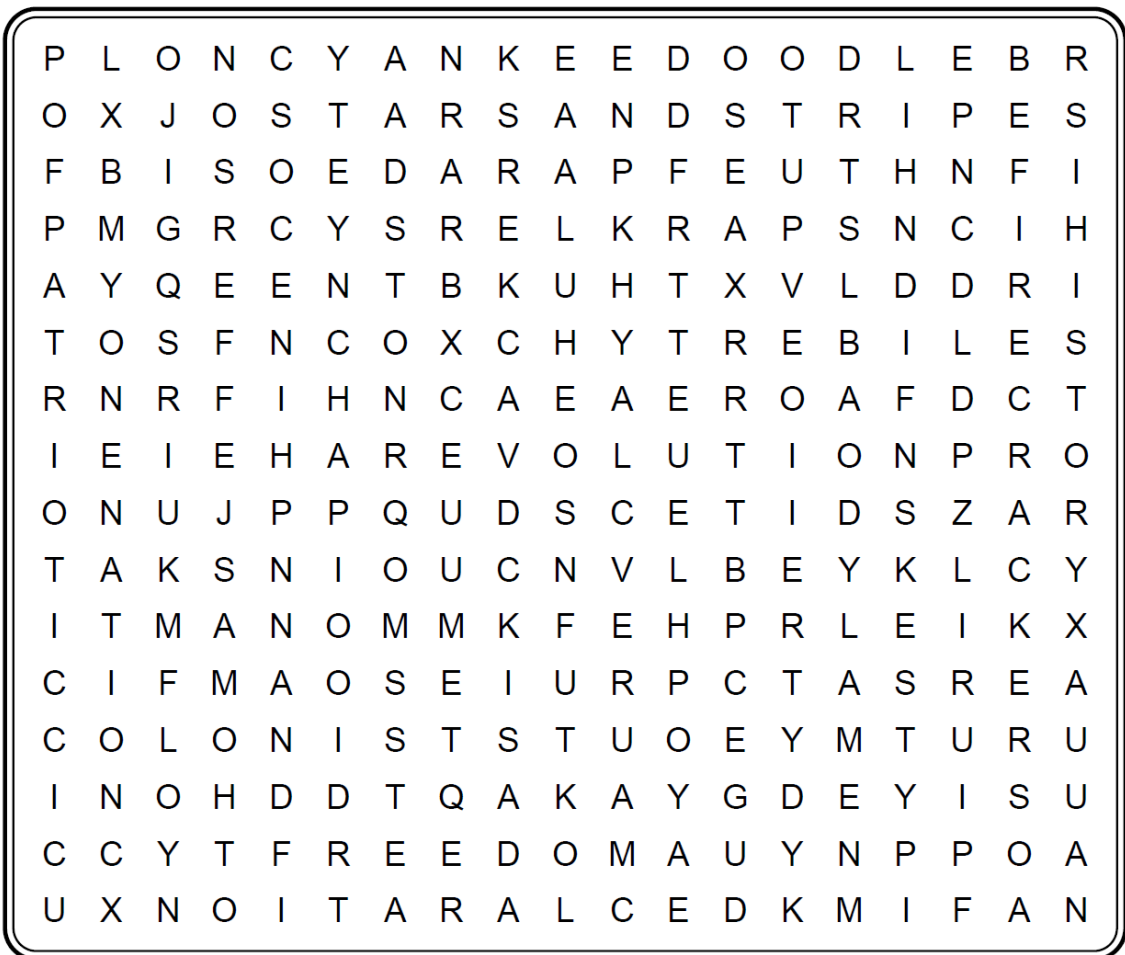 P L O N C Y A N K E E D O O D L E B R
O X J O S T A R S A N D S T R I P E S
F B I S O E D A R A P F E U T H N F I
P M G R C Y S R E L K R A P S N C I H
A Y Q E E N T B K U H T X V L D D R I
T O S F N C O X C H Y T R E B I L E S
R N R F I H N C A E A E R O A F D C T
I E I E H A R E V O L U T I O N P R O
O N U J P P Q U D S C E T I D S Z A R
T A K S N I O U C N V L B E Y K L C Y
I T M A N O M M K F E H P R L E I K X
C I F M A O S E I U R P C T A S R E A
C O L O N I S T S T U O E Y M T U R U
I N O H D D T Q A K A Y G D E Y I S U
C C Y T F R E E D O M A U Y N P P O A
U X N O I T A R A L C E D K M I F A N